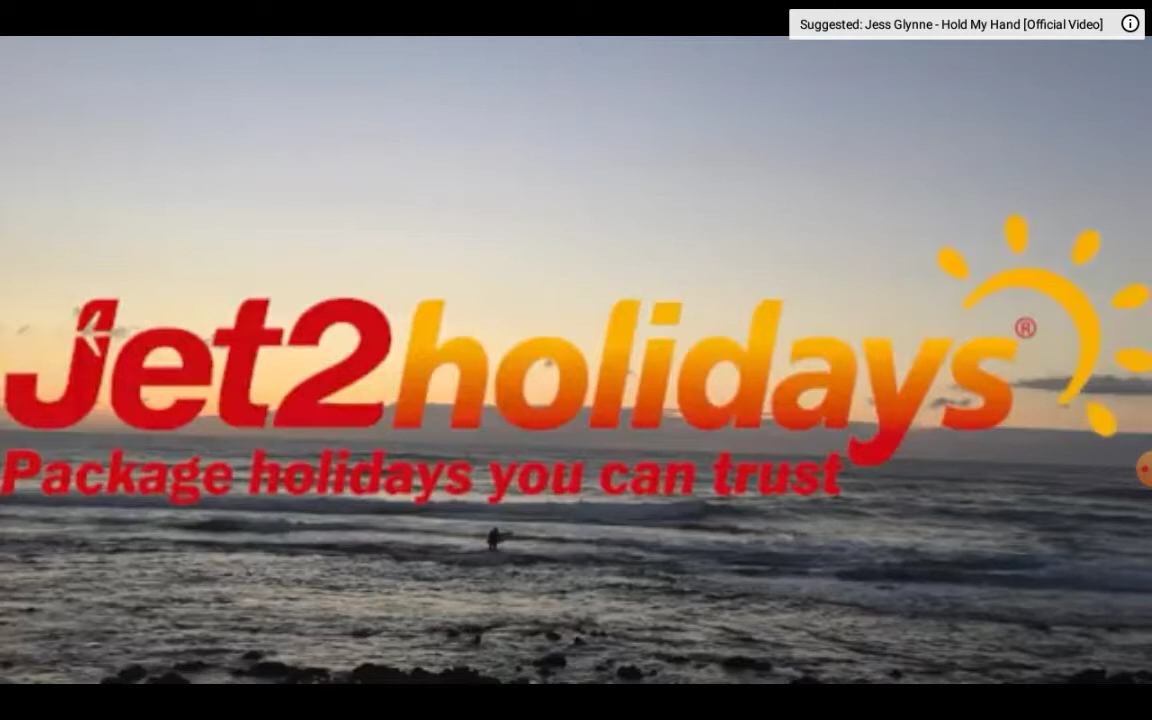 Suggested: Jess Glynne - Hold My Hand [Official Video]
Jet2holidays®
Package holidays you can trust